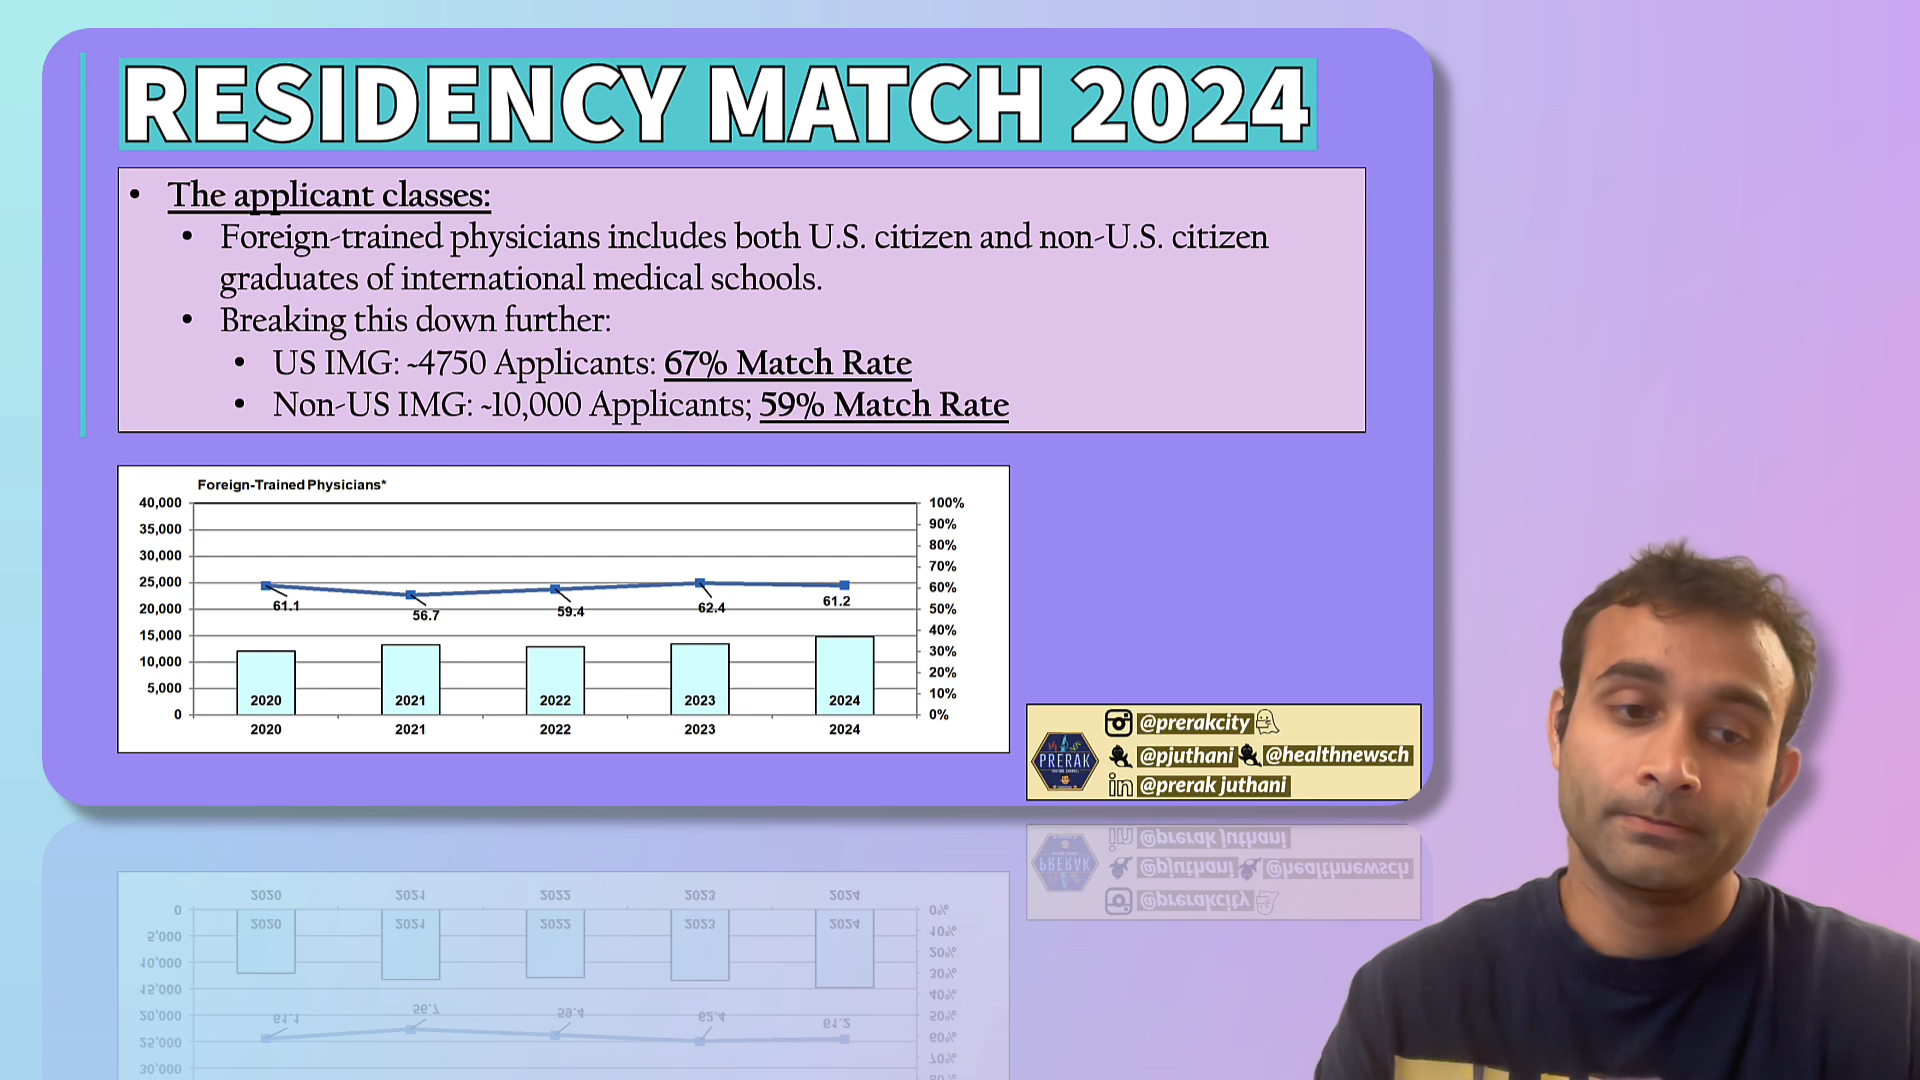 RESIDENCY MATCH 2024
• The applicant classes:
• Foreign-trained physicians includes both U.S. citizen and non-U.S. citizen
graduates of international medical schools.
• Breaking this down further:
• US IMG: ~4750 Applicants: 67% Match Rate
• Non-US IMG: ~10,000 Applicants; 59% Match Rate
Foreign-Trained Physicians*
40,000 100%
90%
35,000
80%
30,000
70%
25,000 60%
20,000 50%
15,000 40%
10,000 30%
20%
5,000
10%
0 0%
61.1 56.7 59.4 62.4 61.2
2020 2021 2022 2023 2024
2020 2021 2022 2023 2024
@prerakcity
@pjuthani @healthnewsch
in @prerak juthani
PRERAK